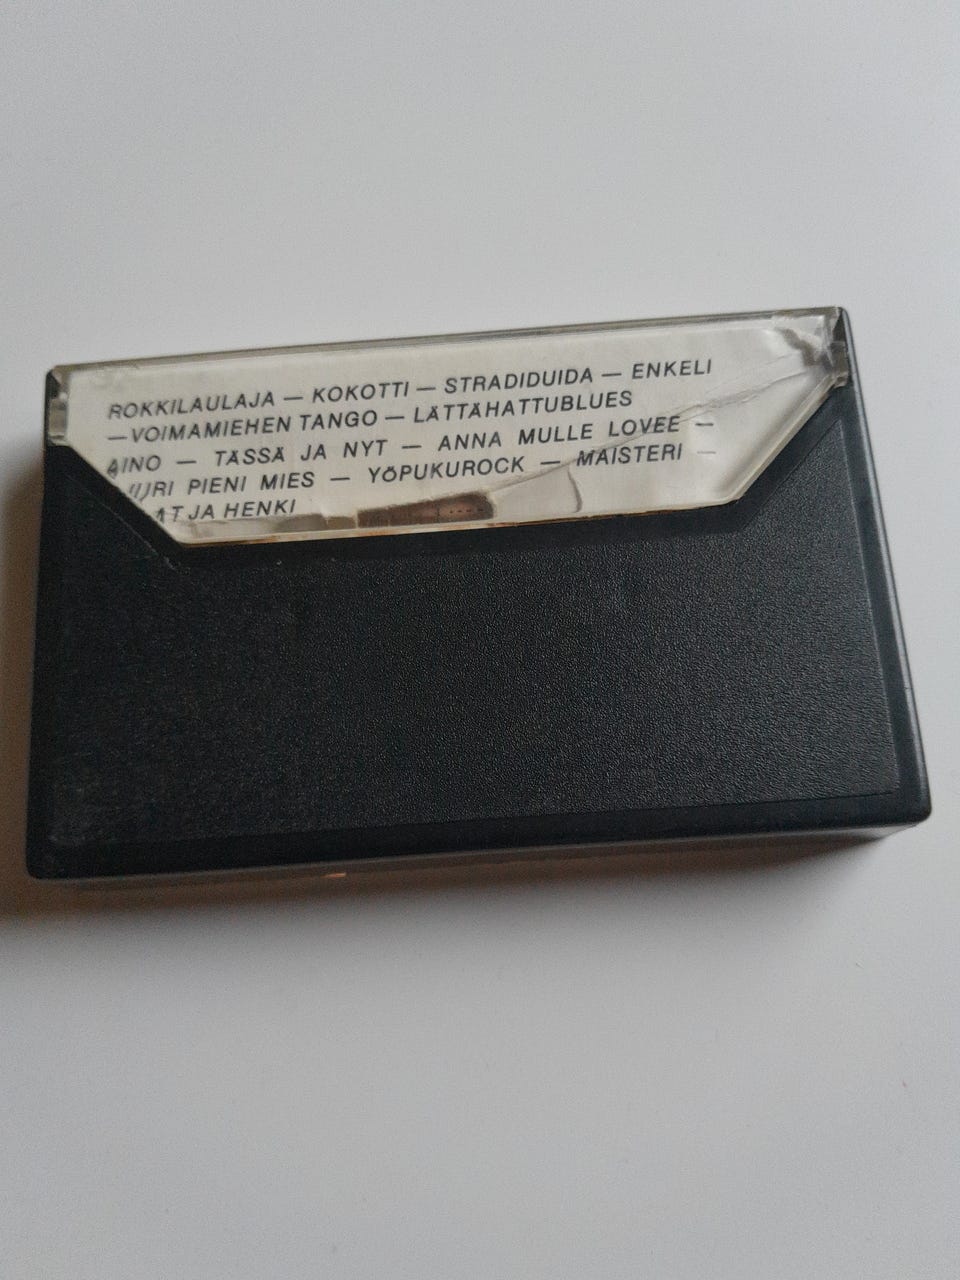 ROKKILAULAJA — KOKOTTI — STRADIDUIDA — ENKELI
— VOIMAMIEHEN TANGO — LÄTTÄHATTUBLUES
AINO — TÄSSÄ JA NYT — ANNA MULLE LOVEE —
PIENI MIES — YÖPUKUROCK — MAISTERI —
JA HENKI